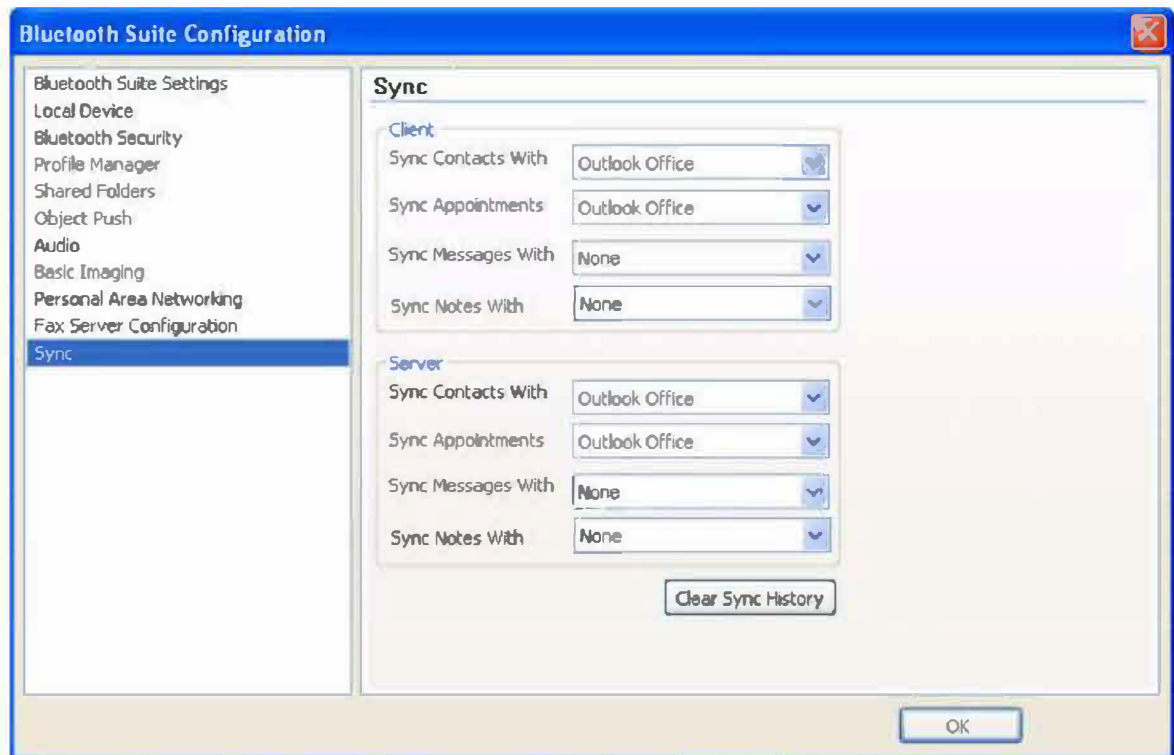 Bluetooth Suite Configuration
Bluetooth Suite Settings
Local Device
Bluetooth Security
Profile Manager
Shared Folders
Object Push
Audio
Basic Imaging
Personal Area Networking
Fax Server Configuration
Sync
Sync
Client
Sync Contacts With Outlook Office
Sync Appointments Outlook Office
Sync Messages With None
Sync Notes With None
Server
Sync Contacts With Outlook Office
Sync Appointments Outlook Office
Sync Messages With None
Sync Notes With None
Clear Sync History
OK